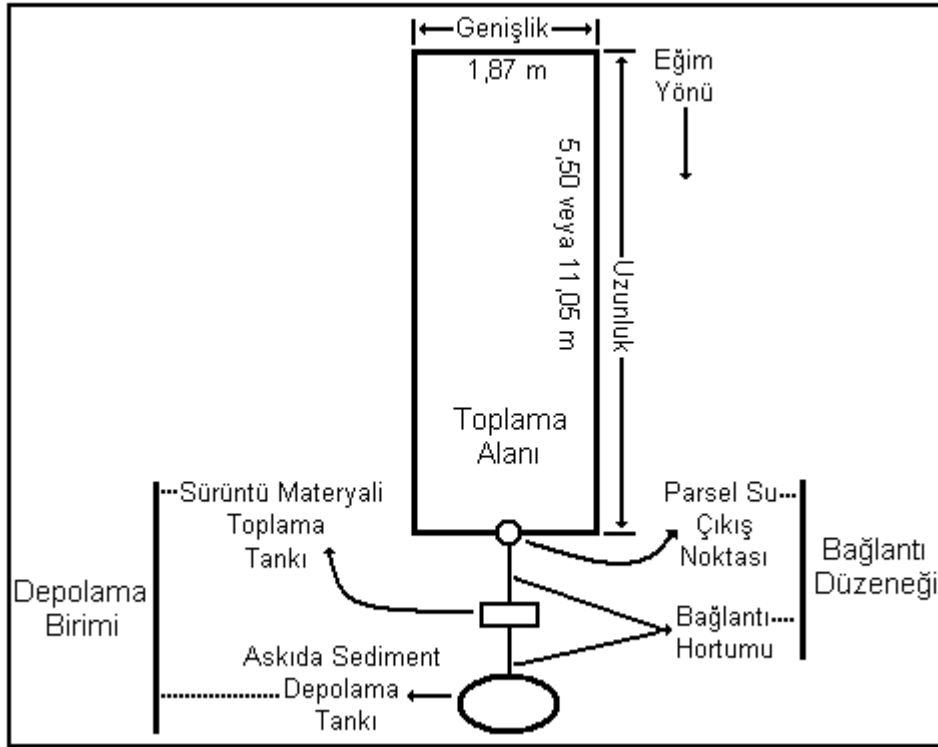 Genişlik
1,87 m
Eğim
Yönü
5,50 veya 11,05 m
Uzunluk
Toplama
Alanı
Sürüntü Materyali
Toplama
Tankı
Parsel Su
Çıkış
Noktası
Depolama
Birimi
Bağlantı
Düzeneği
Bağlantı
Hortumu
Askıda Sediment
Depolama
Tankı